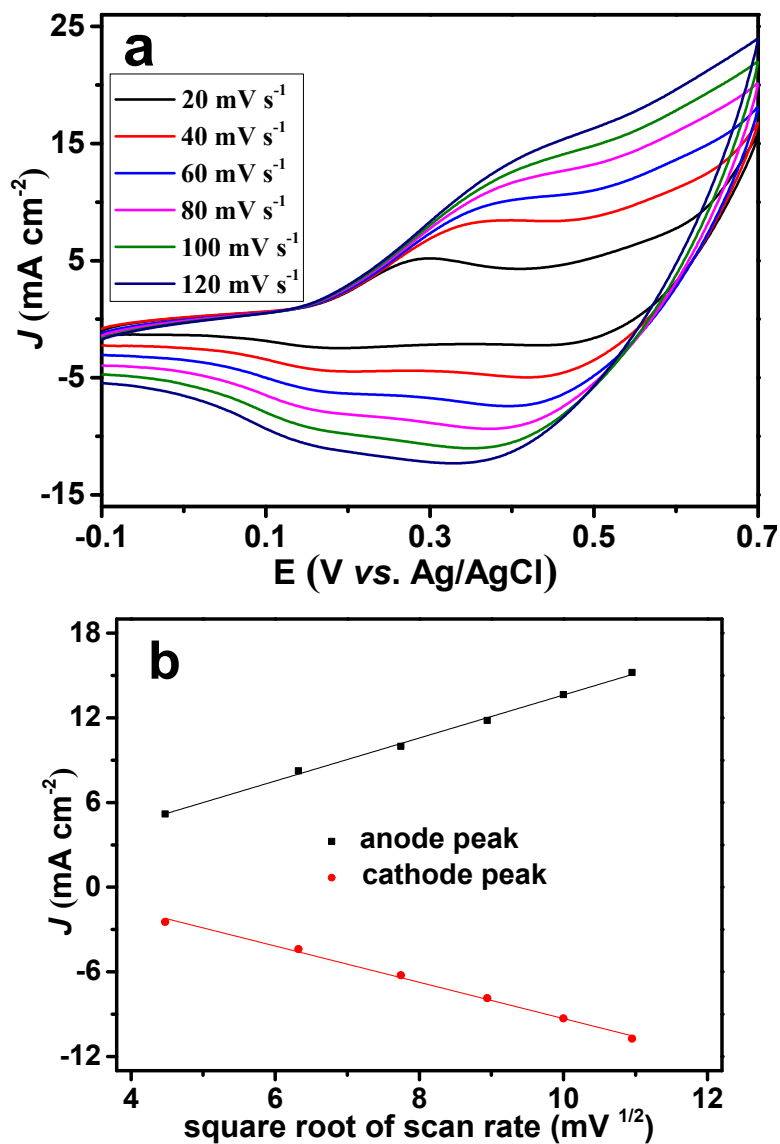 a
25
15
5
-5
-15
J (mA cm-2)
20 mV s-1
40 mV s-1
60 mV s-1
80 mV s-1
100 mV s-1
120 mV s-1
-0.1 0.1 0.3 0.5 0.7
E (V vs. Ag/AgCl)
b
18
12
6
0
-6
-12
J (mA cm-2)
anode peak
cathode peak
4 6 8 10 12
square root of scan rate (mV 1/2)